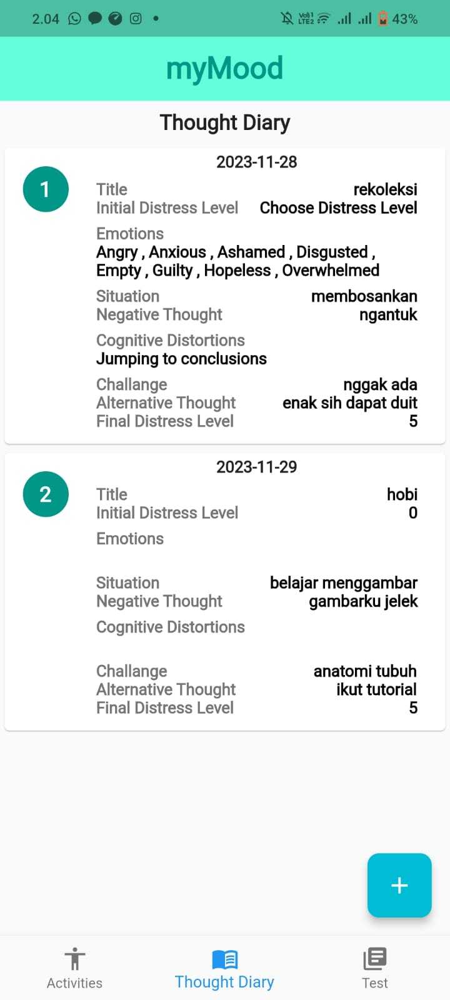 2.04 Vo1) 1 LTE2 43%
myMood
Thought Diary
2023-11-28
1
Title rekoleksi
Initial Distress Level Choose Distress Level
Emotions
Angry , Anxious , Ashamed , Disgusted ,
Empty , Guilty , Hopeless , Overwhelmed
Situation membosankan
Negative Thought ngantuk
Cognitive Distortions
Jumping to conclusions
Challange nggak ada
Alternative Thought enak sih dapat duit
Final Distress Level 5
2023-11-29
2
Title hobi
Initial Distress Level 0
Emotions
Situation belajar menggambar
Negative Thought gambarku jelek
Cognitive Distortions
Challange anatomi tubuh
Alternative Thought ikut tutorial
Final Distress Level 5
+
Activities Thought Diary Test